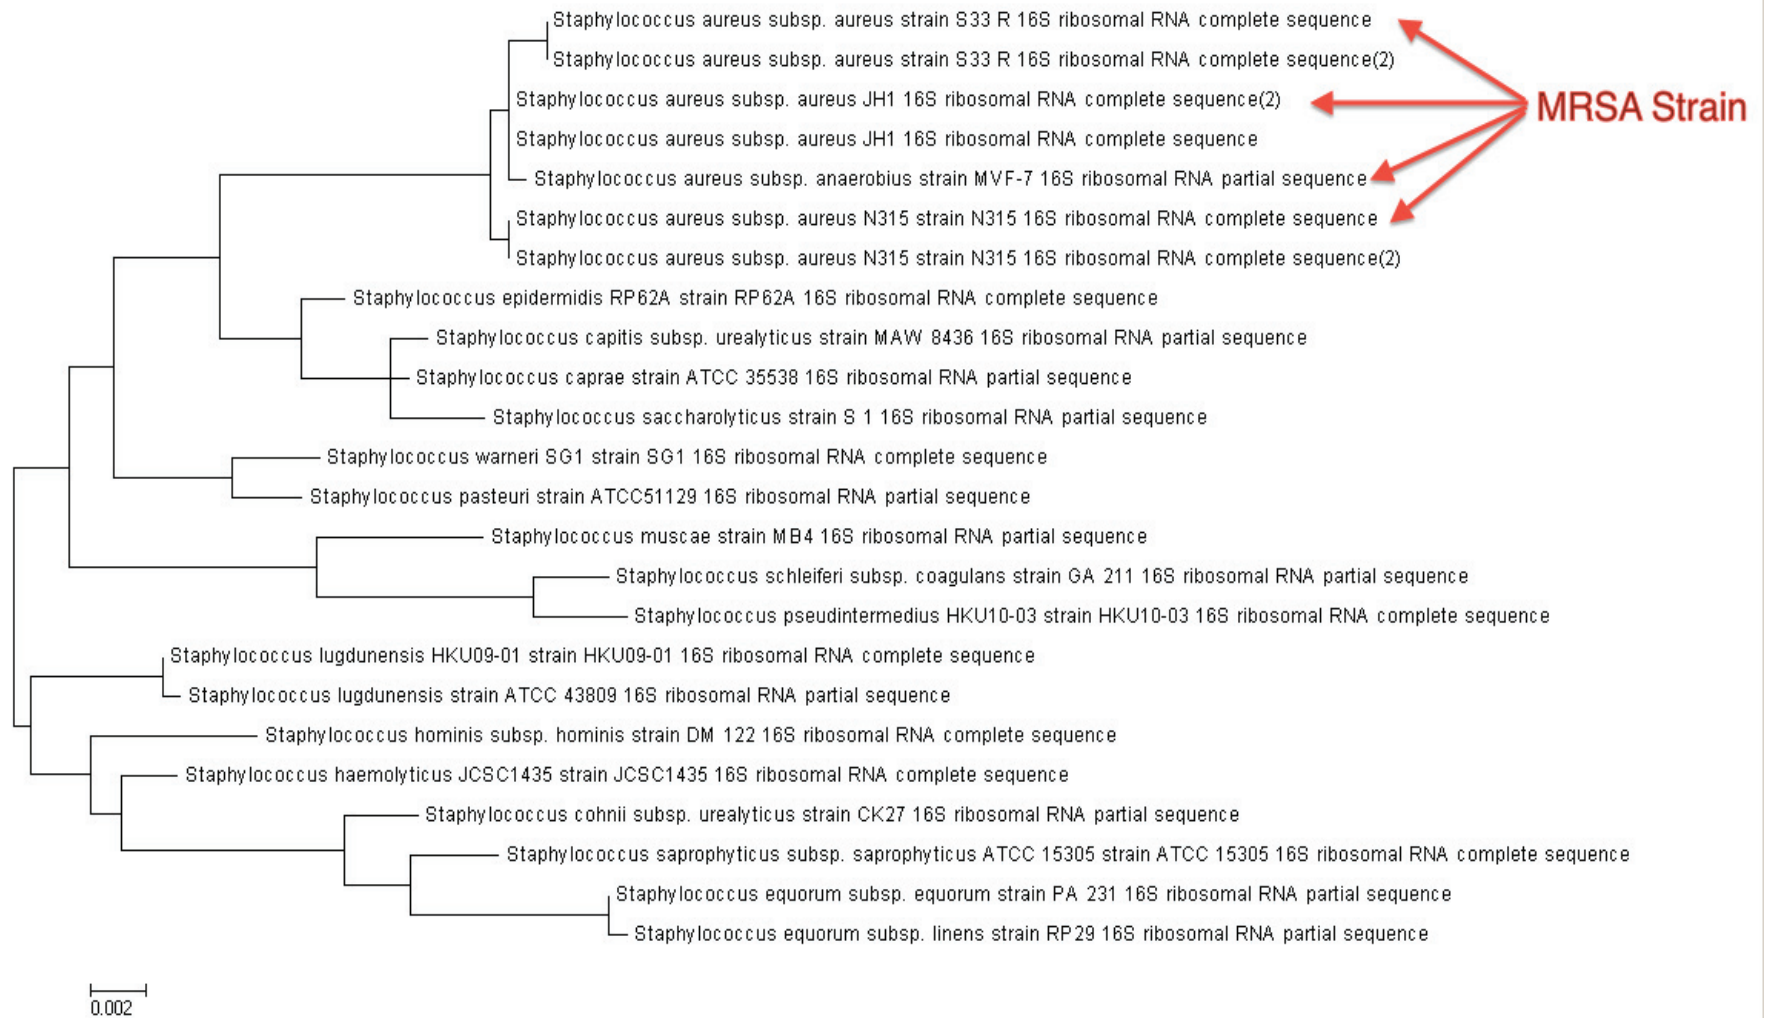 Staphylococcus aureus subsp. aureus strain S33 R 16S ribosomal RNA complete sequence
Staphylococcus aureus subsp. aureus strain S33 R 16S ribosomal RNA complete sequence(2)
Staphylococcus aureus subsp. aureus JH1 16S ribosomal RNA complete sequence(2)
MRSA Strain
Staphylococcus aureus subsp. aureus JH1 16S ribosomal RNA complete sequence
Staphylococcus aureus subsp. anaerobius strain MVF-7 16S ribosomal RNA partial sequence
Staphylococcus aureus subsp. aureus N315 strain N315 16S ribosomal RNA complete sequence
Staphylococcus aureus subsp. aureus N315 strain N315 16S ribosomal RNA complete sequence(2)
Staphylococcus epidermidis RP62A strain RP62A 16S ribosomal RNA complete sequence
Staphylococcus capitis subsp. urealyticus strain MAW 8436 16S ribosomal RNA partial sequence
Staphylococcus caprae strain ATCC 35538 16S ribosomal RNA partial sequence
Staphylococcus saccharolyticus strain S 1 16S ribosomal RNA partial sequence
Staphylococcus warneri SG1 strain SG1 16S ribosomal RNA complete sequence
Staphylococcus pasteuri strain ATCC51129 16S ribosomal RNA partial sequence
Staphylococcus muscae strain MB4 16S ribosomal RNA partial sequence
Staphylococcus schleiferi subsp. coagulans strain GA 211 16S ribosomal RNA partial sequence
Staphylococcus pseudintermedius HKU10-03 strain HKU10-03 16S ribosomal RNA complete sequence
Staphylococcus lugdunensis HKU09-01 strain HKU09-01 16S ribosomal RNA complete sequence
Staphylococcus lugdunensis strain ATCC 43809 16S ribosomal RNA partial sequence
Staphylococcus hominis subsp. hominis strain DM 122 16S ribosomal RNA complete sequence
Staphylococcus haemolyticus JCSC1435 strain JCSC1435 16S ribosomal RNA complete sequence
Staphylococcus cohnii subsp. urealyticus strain CK27 16S ribosomal RNA partial sequence
Staphylococcus saprophyticus subsp. saprophyticus ATCC 15305 strain ATCC 15305 16S ribosomal RNA complete sequence
Staphylococcus equorum subsp. equorum strain PA 231 16S ribosomal RNA partial sequence
Staphylococcus equorum subsp. linens strain RP29 16S ribosomal RNA partial sequence
0.002